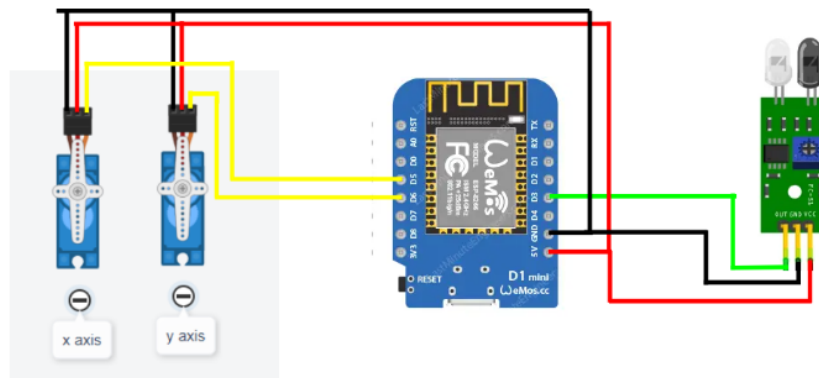 x axis
y axis
RST
A0
D0
D5
D6
D7
D8
3V3
TX
RX
D1
D2
D3
D4
GND
5V
WeMos
FC
RESET
D1 mini
WeMos.cc
OUT GND VCC